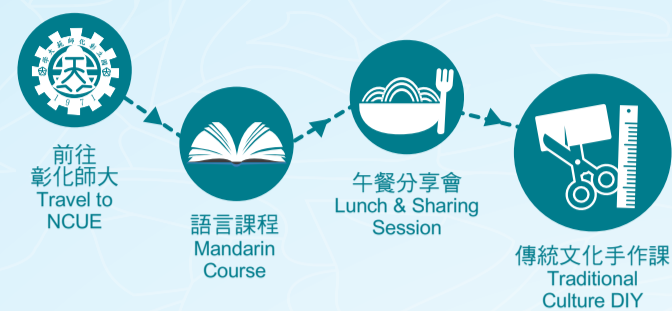 1971
前往
彰化師大
Travel to
NCUE
語言課程
Mandarin
Course
午餐分享會
Lunch & Sharing
Session
傳統文化手作課
Traditional
Culture DIY